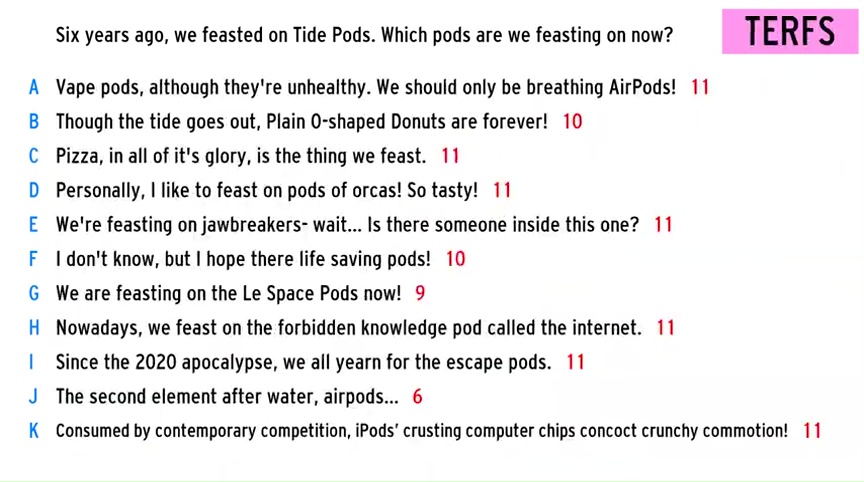 Six years ago, we feasted on Tide Pods. Which pods are we feasting on now?
TERFS
A Vape pods, although they're unhealthy. We should only be breathing AirPods! 11
B Though the tide goes out, Plain O-shaped Donuts are forever! 10
C Pizza, in all of it's glory, is the thing we feast. 11
D Personally, I like to feast on pods of orcas! So tasty! 11
E We're feasting on jawbreakers- wait... Is there someone inside this one? 11
F I don't know, but I hope there life saving pods! 10
G We are feasting on the Le Space Pods now! 9
H Nowadays, we feast on the forbidden knowledge pod called the internet. 11
I Since the 2020 apocalypse, we all yearn for the escape pods. 11
J The second element after water, airpods... 6
K Consumed by contemporary competition, iPods’ crusting computer chips concoct crunchy commotion! 11